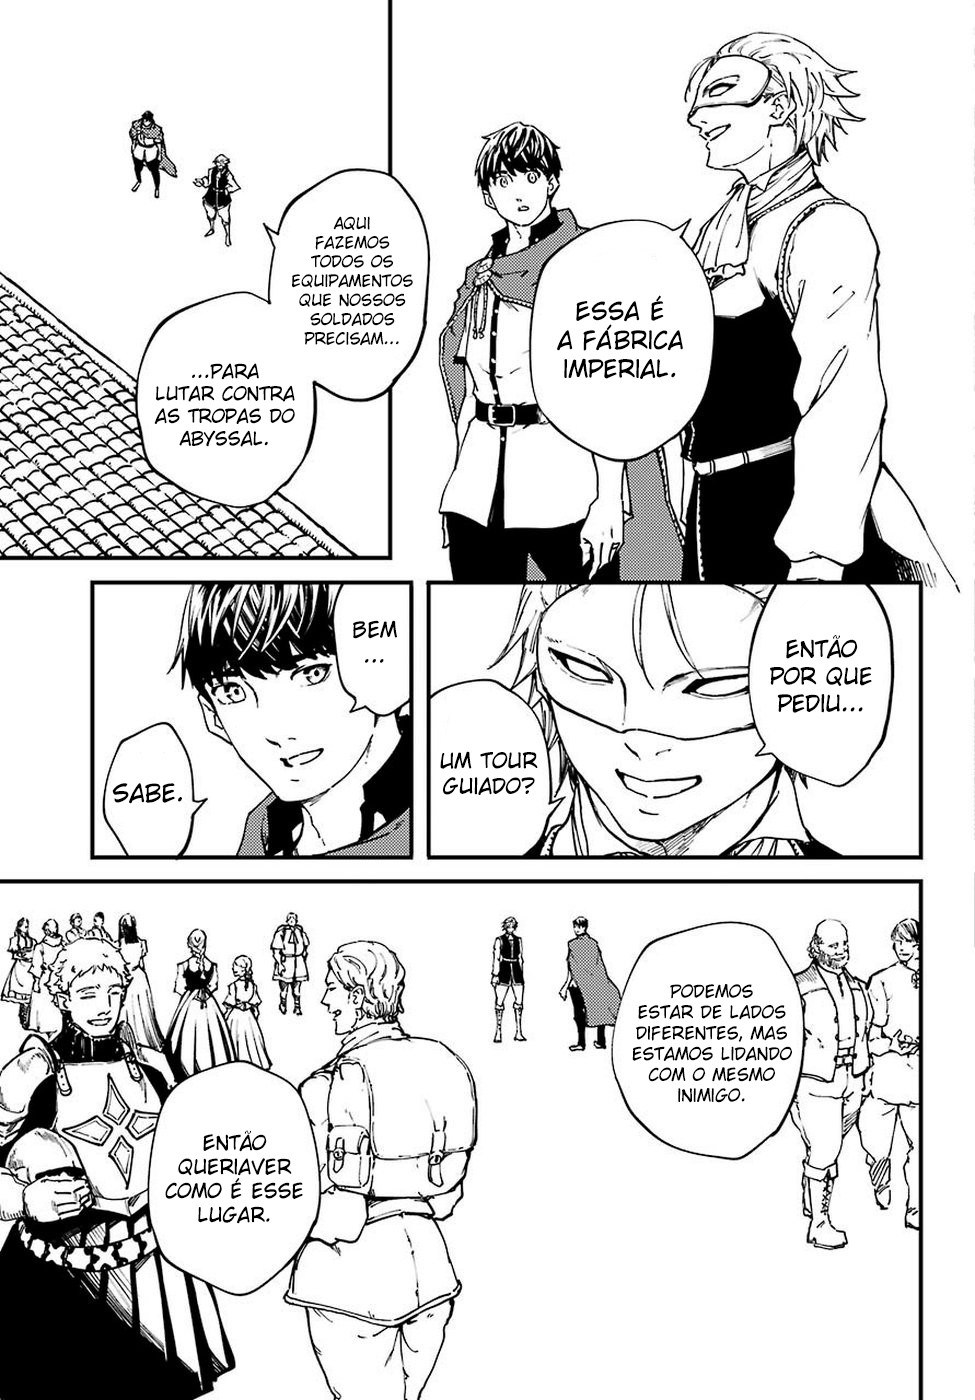 ESSA É
A FÁBRICA
IMPERIAL.
AQUI
FAZEMOS
TODOS OS
EQUIPAMENTOS
QUE NOSSOS
SOLDADOS
PRECISAM...
...PARA
LUTAR CONTRA
AS TROPAS DO
ABYSSAL.
ENTÃO
POR QUE
PEDIU...
UM TOUR
GUIADO?
BEM
...
SABE.
PODEMOS
ESTAR DE LADOS
DIFERENTES, MAS
ESTAMOS LIDANDO
COM O MESMO
INIMIGO.
ENTÃO
QUERIAVER
COMO É ESSE
LUGAR.